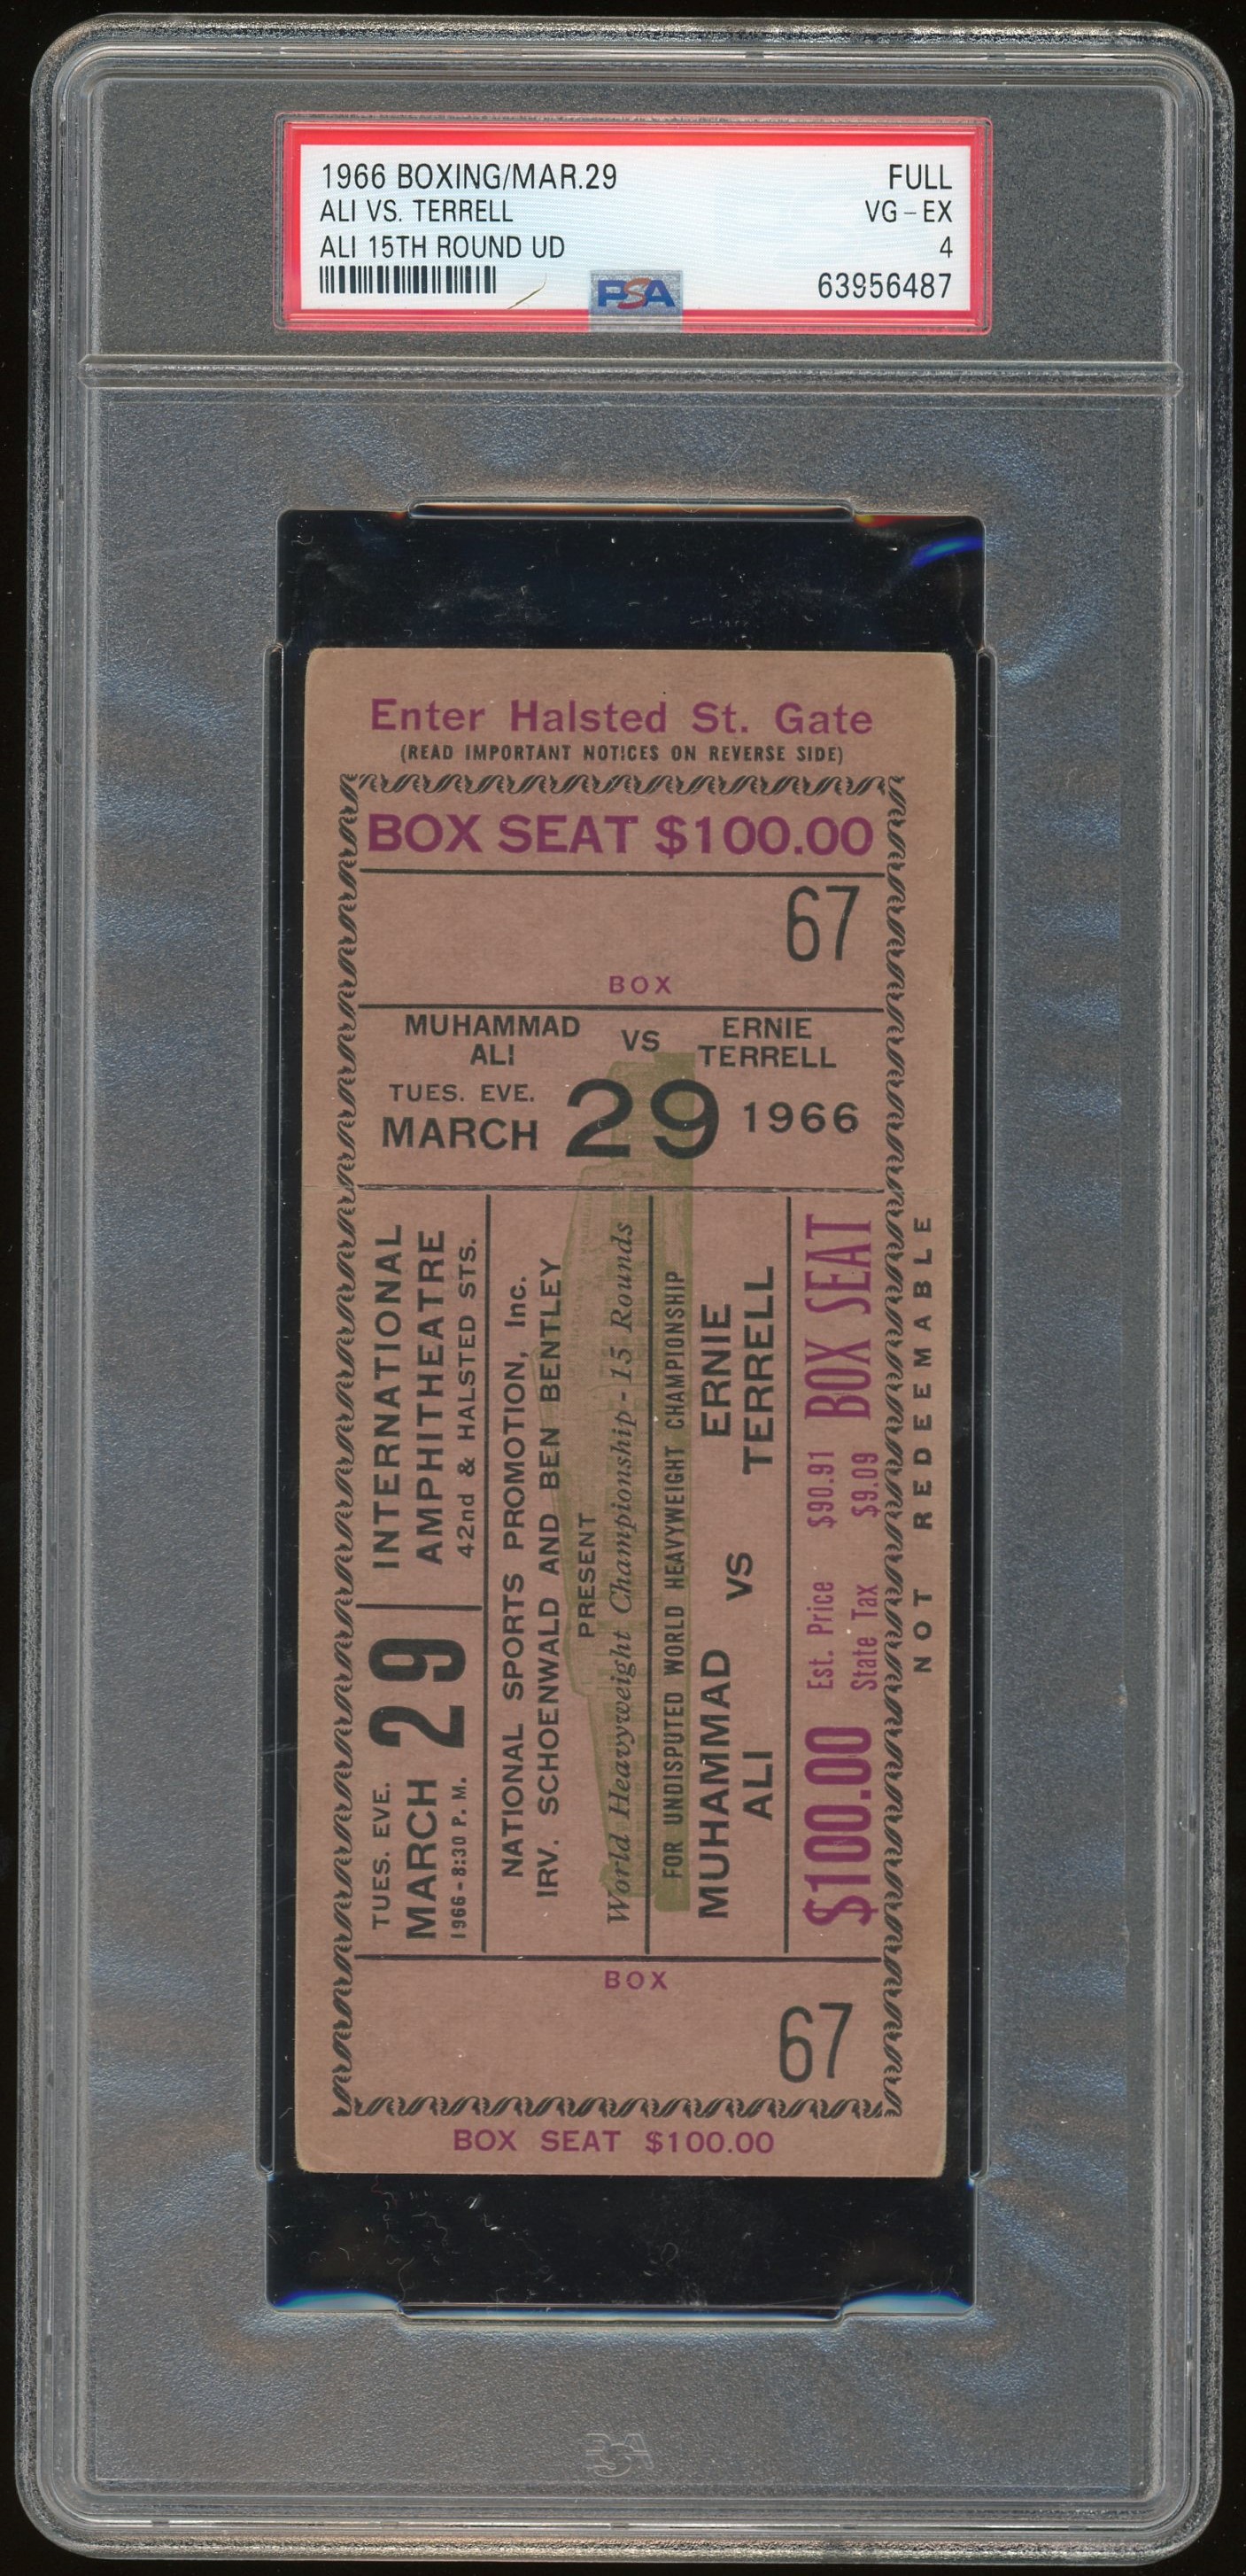 1966 BOXING/MAR.29 FULL
ALI VS. TERRELL VG-EX
ALI 15TH ROUND UD 4
PSA 63956487
Enter Halsted St. Gate
(READ IMPORTANT NOTICES ON REVERSE SIDE)
BOX SEAT $100.00
67
BOX
MUHAMMAD ALI VS ERNIE TERRELL
TUES. EVE.
MARCH 29 1966
INTERNATIONAL
AMPHITHEATRE
42nd & HALSTED STS.
TUES. EVE.
MARCH 29
1966 - 8:30 P. M.
NATIONAL SPORTS PROMOTION, Inc.
IRV. SCHOENWALD AND BEN BENTLEY
PRESENT
World Heavyweight Championship - 15 Rounds
FOR UNDISPUTED WORLD HEAVYWEIGHT CHAMPIONSHIP
MUHAMMAD ALI VS ERNIE TERRELL
$100.00 Est. Price $90.91 BOX SEAT
State Tax $9.09
NOT REDEEMABLE
BOX
67
BOX SEAT $100.00
PSA